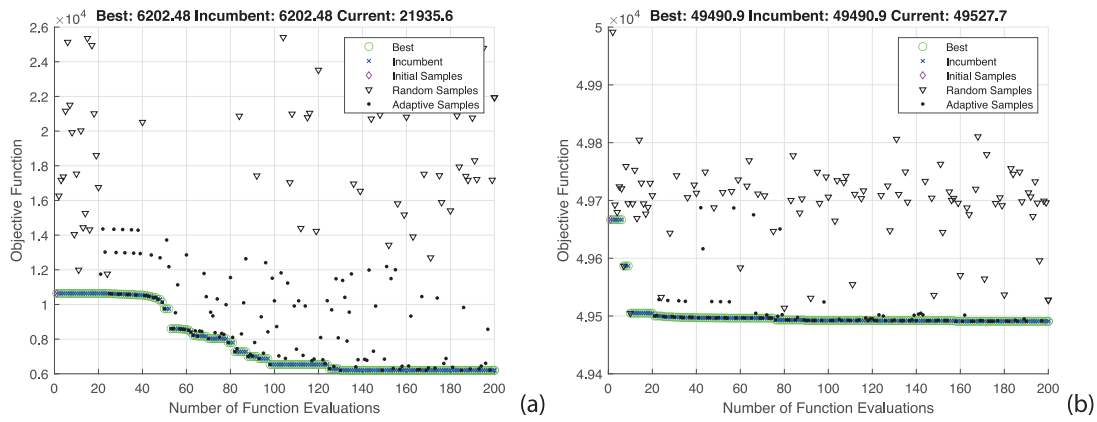 Best: 6202.48 Incumbent: 6202.48 Current: 21935.6
×10⁴
2.6
2.4
2.2
2
1.8
1.6
1.4
1.2
1
0.8
0.6
Objective Function
0 20 40 60 80 100 120 140 160 180 200
Number of Function Evaluations
Best
Incumbent
Initial Samples
Random Samples
Adaptive Samples
(a)
Best: 49490.9 Incumbent: 49490.9 Current: 49527.7
×10⁴
5
4.99
4.98
4.97
4.96
4.95
4.94
Objective Function
0 20 40 60 80 100 120 140 160 180 200
Number of Function Evaluations
Best
Incumbent
Initial Samples
Random Samples
Adaptive Samples
(b)